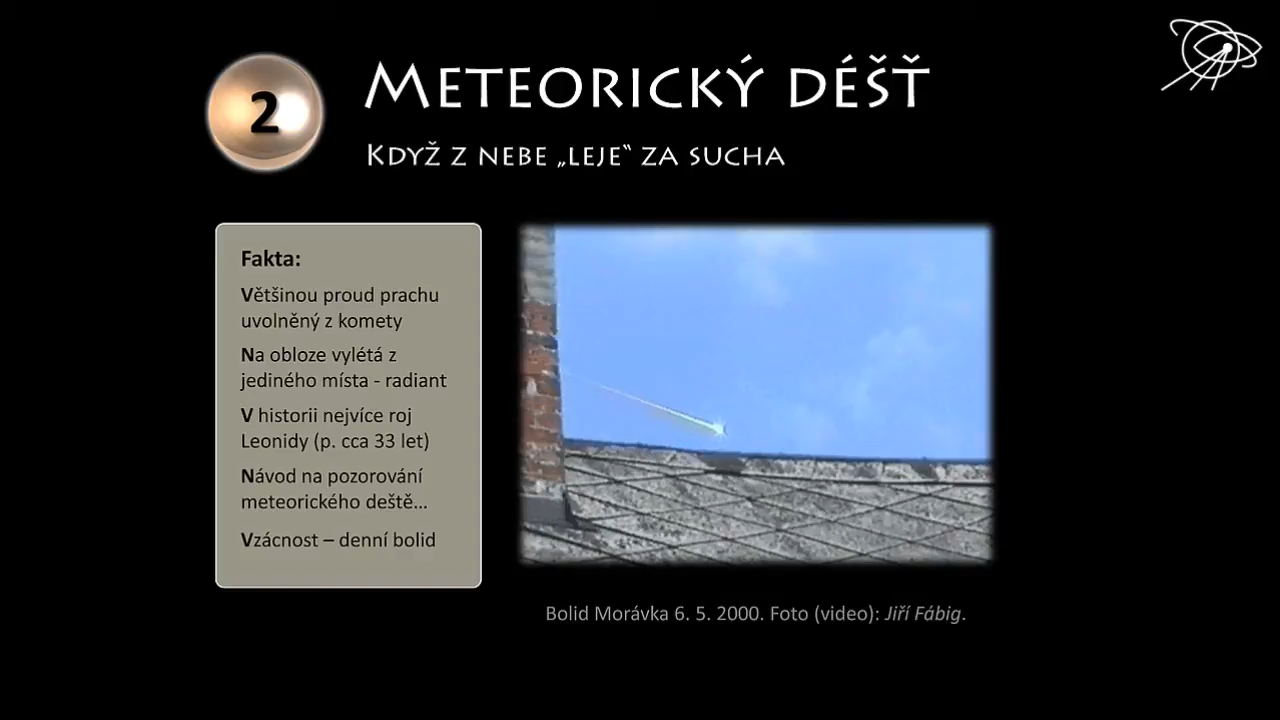 2
METEORICKÝ DÉŠŤ
KDYŽ Z NEBE „LEJE“ ZA SUCHA
Fakta:
Většinou proud prachu
uvolněný z komety
Na obloze vylétá z
jediného místa - radiant
V historii nejvíce roj
Leonidy (p. cca 33 let)
Návod na pozorování
meteorického deště...
Vzácnost – denní bolid
Bolid Morávka 6. 5. 2000. Foto (video): Jiří Fábig.